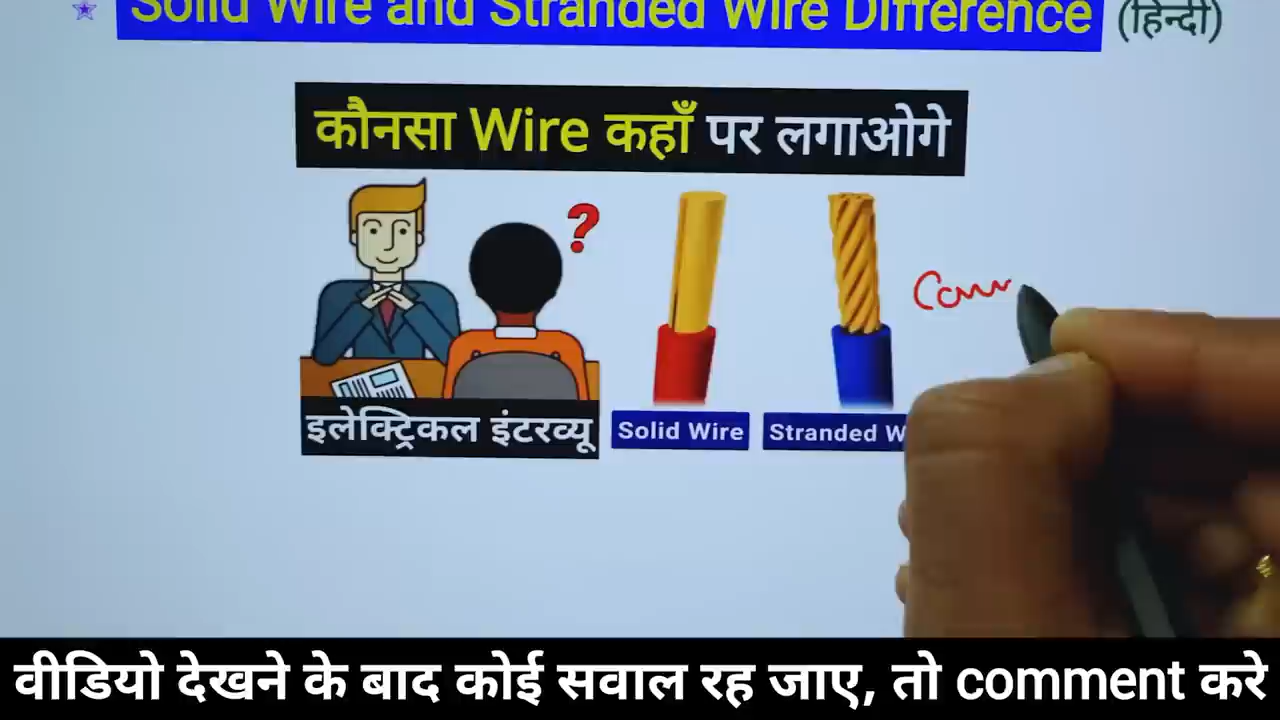 Solid Wire and Stranded Wire Difference (हिन्दी)
कौनसा Wire कहाँ पर लगाओगे
?
इलेक्ट्रिकल इंटरव्यू
Solid Wire
Stranded W
वीडियो देखने के बाद कोई सवाल रह जाए, तो comment करे